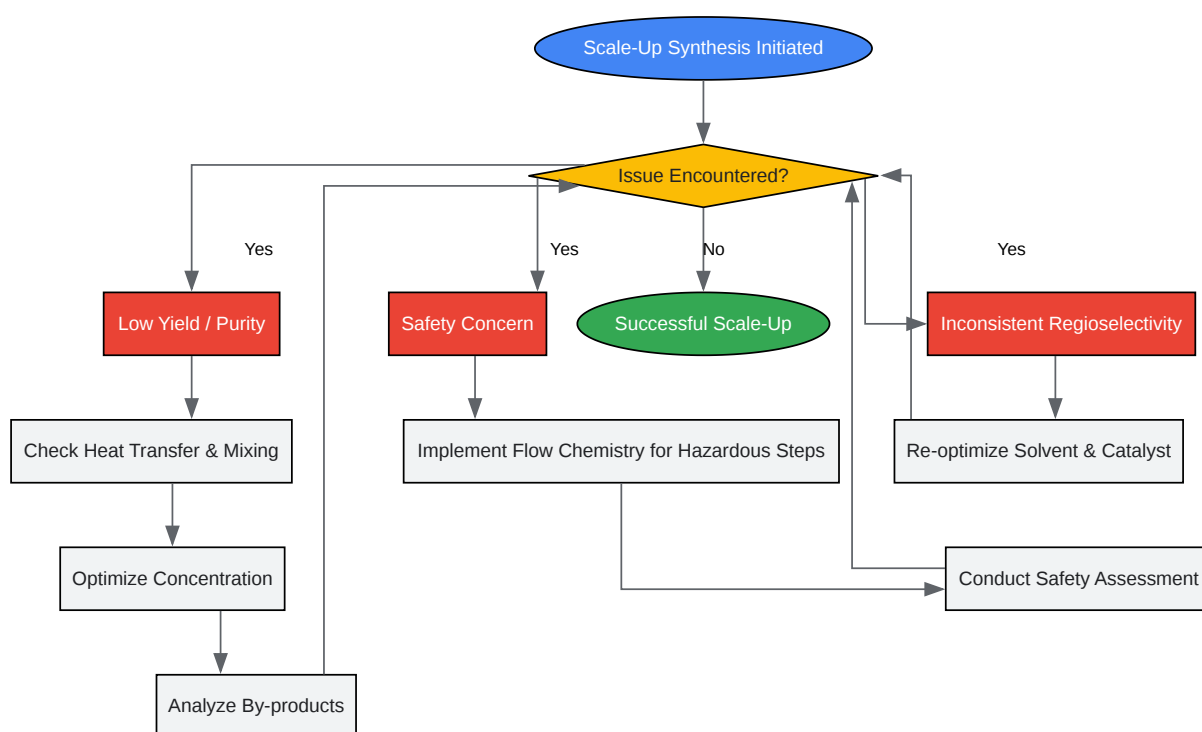 Scale-Up Synthesis Initiated
Issue Encountered?
Yes
Yes
No
Yes
Low Yield / Purity
Safety Concern
Successful Scale-Up
Inconsistent Regioselectivity
Check Heat Transfer & Mixing
Implement Flow Chemistry for Hazardous Steps
Re-optimize Solvent & Catalyst
Optimize Concentration
Conduct Safety Assessment
Analyze By-products